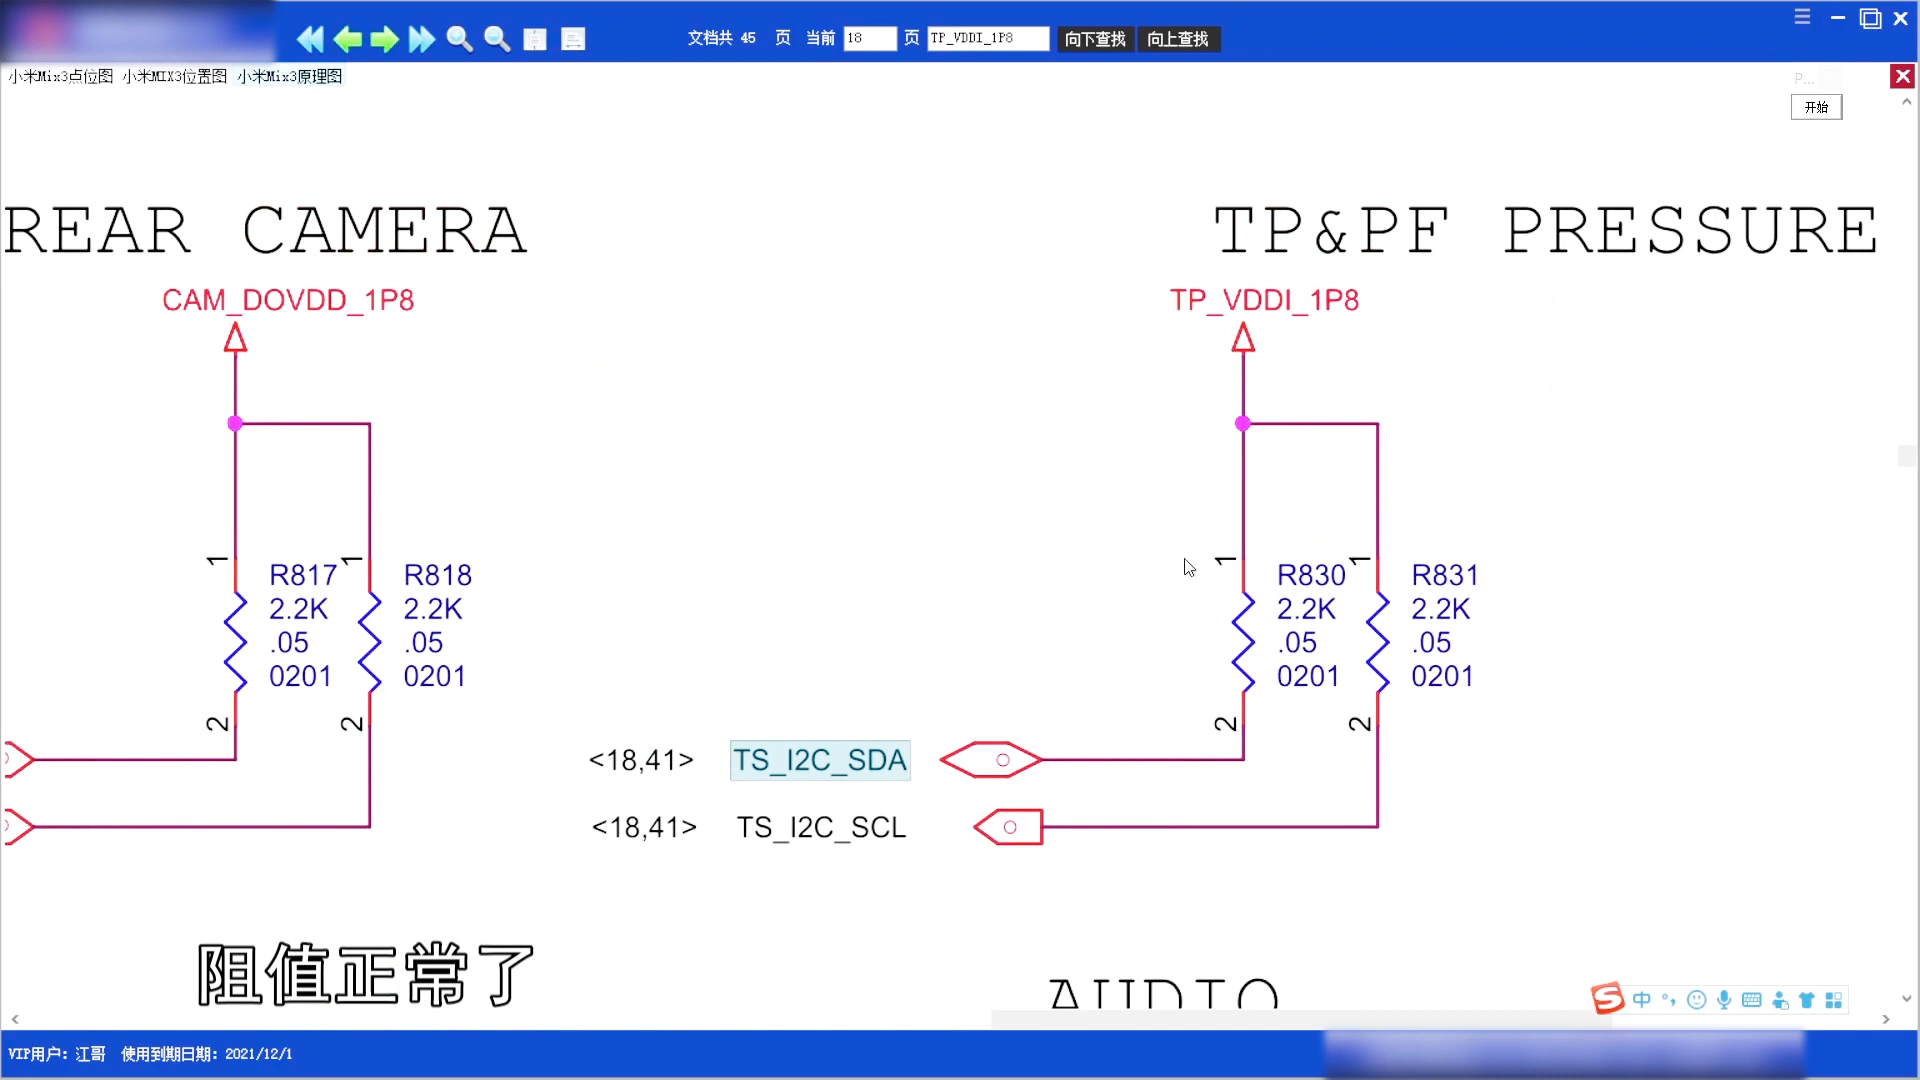 文档共 45 页 当前 18 页 TP_VDDI_1P8 向下查找 向上查找
小米Mix3点位图 小米MIX3位置图 小米Mix3原理图
P...
开始
REAR CAMERA
TP&PF PRESSURE
CAM_DOVDD_1P8
TP_VDDI_1P8
1 1 1 1
R817 R818 R830 R831
2.2K 2.2K 2.2K 2.2K
.05 .05 .05 .05
0201 0201 0201 0201
2 2 2 2
<18,41> TS_I2C_SDA
<18,41> TS_I2C_SCL
阻值正常了
AUDIO
中
VIP用户: 江哥 使用到期日期: 2021/12/1